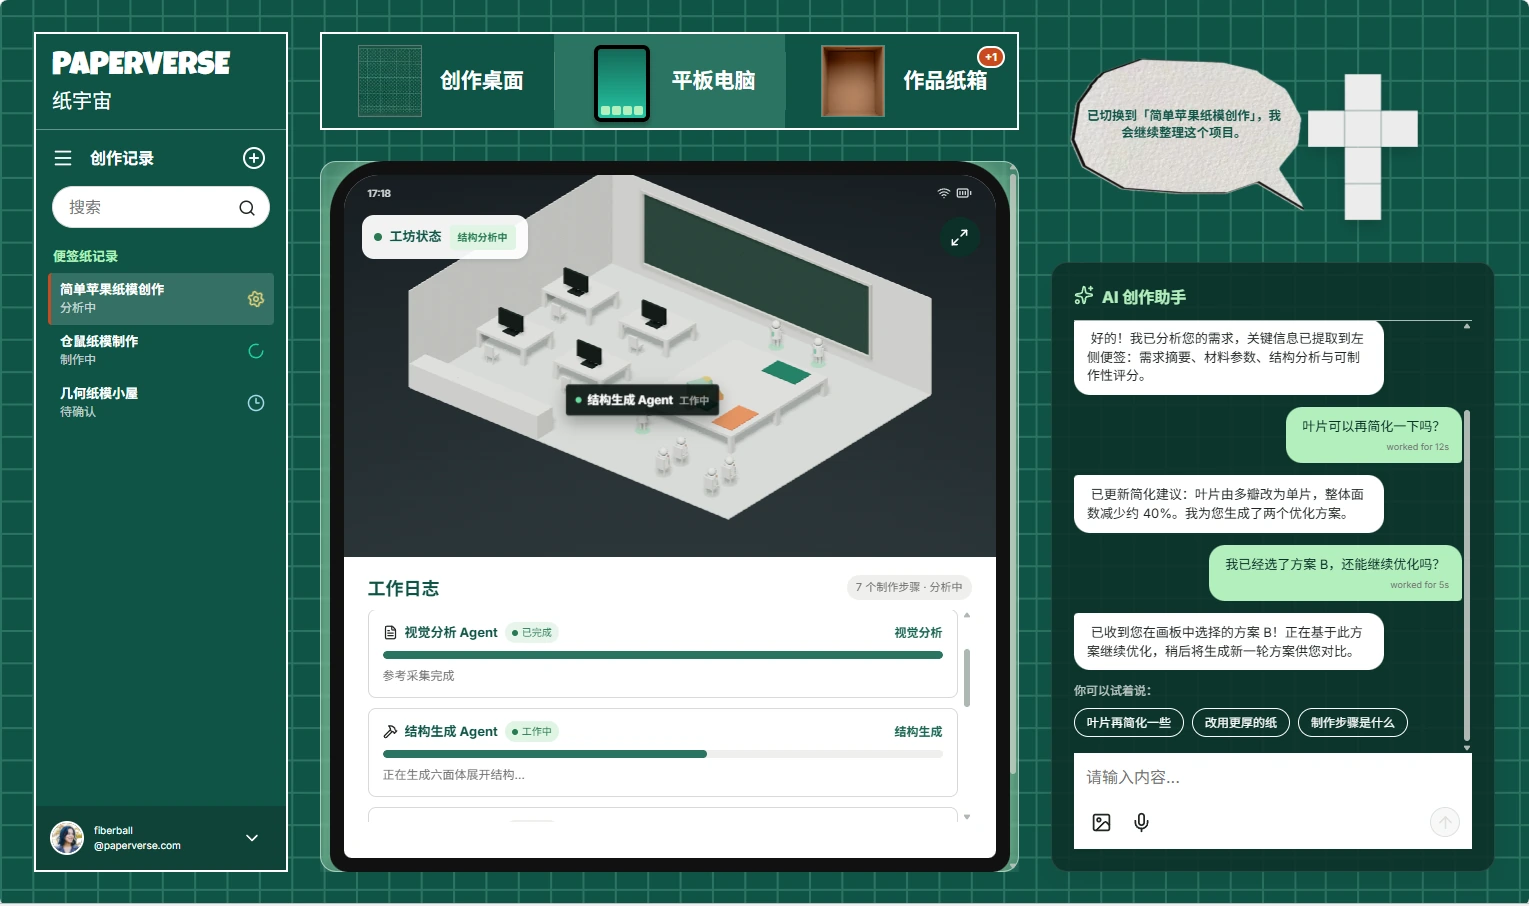 PAPERVERSE
纸宇宙
创作记录
搜索
便签纸记录
简单苹果纸模创作
分析中
仓鼠纸模制作
制作中
几何纸模小屋
待确认
fiberball
@paperverse.com
创作桌面
平板电脑
作品纸箱
+1
17:18
工坊状态
结构分析中
结构生成 Agent 工作中
工作日志
7 个制作步骤 · 分析中
视觉分析 Agent
已完成
视觉分析
参考采集完成
结构生成 Agent
工作中
结构生成
正在生成六面体展开结构...
已切换到「简单苹果纸模创作」，我
会继续整理这个项目。
AI 创作助手
好的！我已分析您的需求，关键信息已提取到左
侧便签：需求摘要、材料参数、结构分析与可制
作性评分。
叶片可以再简化一下吗？
worked for 12s
已更新简化建议：叶片由多瓣改为单片，整体面
数减少约 40%。我为您生成了两个优化方案。
我已经选了方案 B，还能继续优化吗？
worked for 5s
已收到您在画板中选择的方案 B！正在基于此方
案继续优化，稍后将生成新一轮方案供您对比。
你可以试着说：
叶片再简化一些
改用更厚的纸
制作步骤是什么
请输入内容...